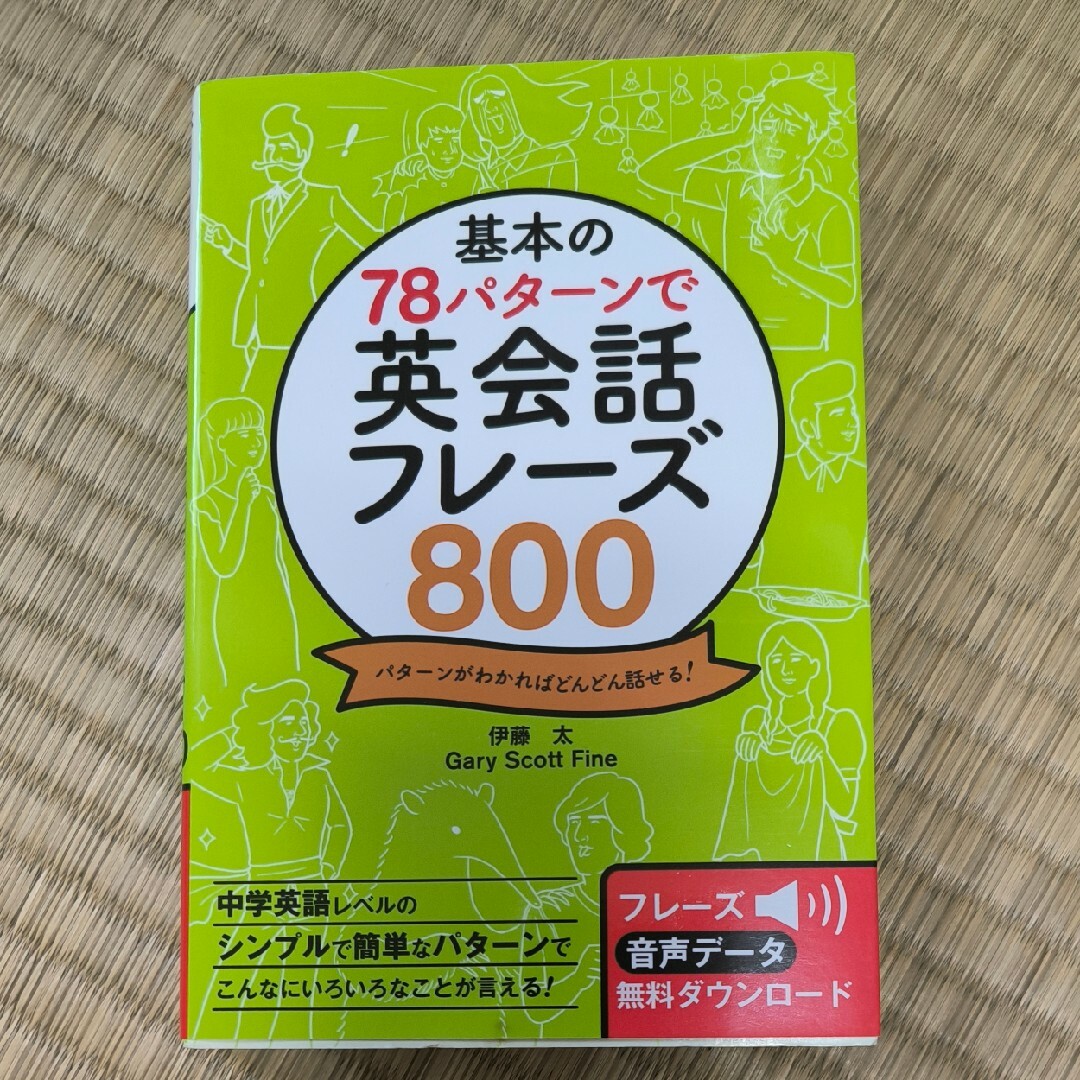 基本の
78パターンで
英会話
フレーズ
800
パターンがわかればどんどん話せる!
伊藤 太
Gary Scott Fine
中学英語レベルの
シンプルで簡単なパターンで
こんなにいろいろなことが言える!
フレーズ
音声データ
無料ダウンロード